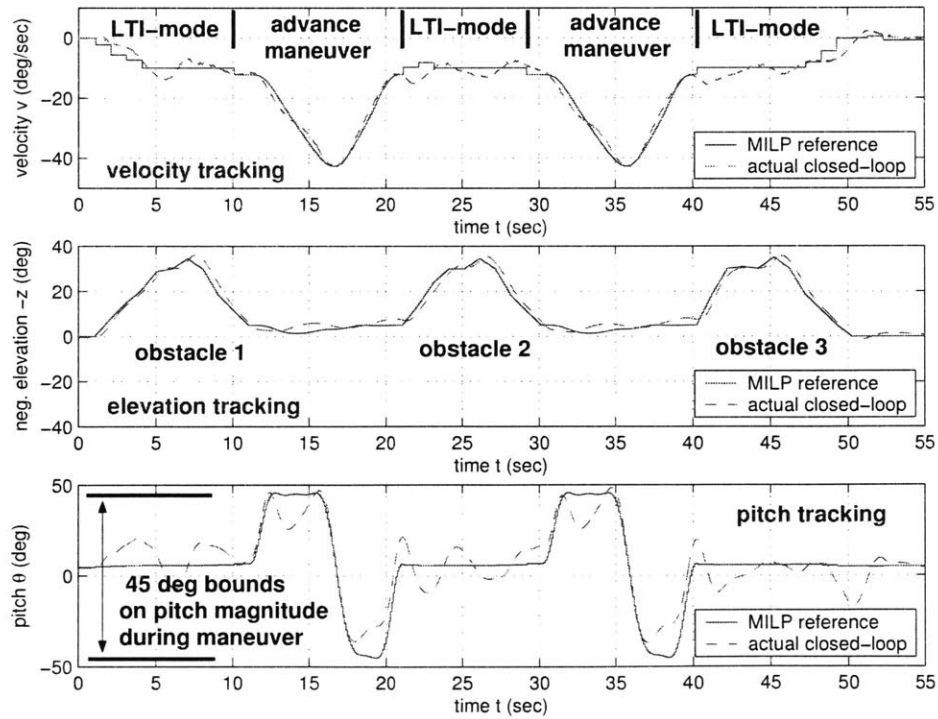 LTI–mode
advance
maneuver
LTI–mode
advance
maneuver
LTI–mode
velocity v (deg/sec)
0
−20
−40
velocity tracking
MILP reference
actual closed–loop
0 5 10 15 20 25 30 35 40 45 50 55
time t (sec)
neg. elevation −z (deg)
40
20
0
−20
−40
obstacle 1
obstacle 2
obstacle 3
elevation tracking
MILP reference
actual closed–loop
0 5 10 15 20 25 30 35 40 45 50 55
time t (sec)
pitch θ (deg)
50
0
−50
pitch tracking
45 deg bounds
on pitch magnitude
during maneuver
MILP reference
actual closed–loop
0 5 10 15 20 25 30 35 40 45 50 55
time t (sec)